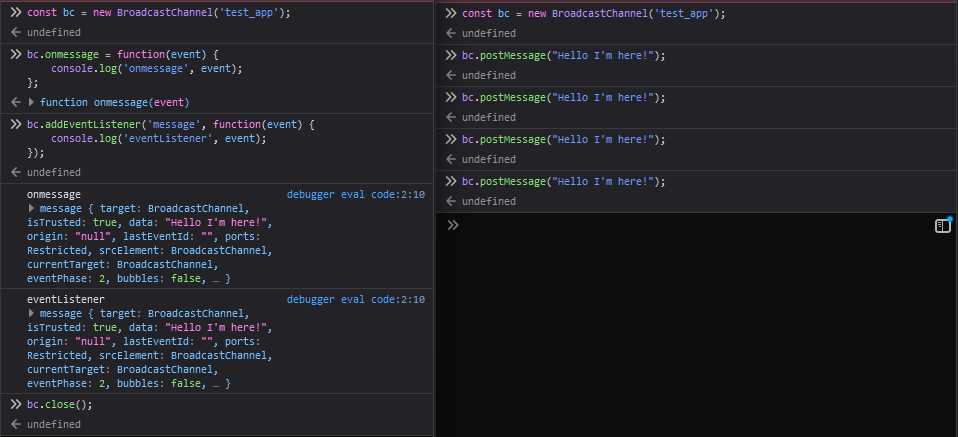 const bc = new BroadcastChannel('test_app');
undefined
bc.onmessage = function(event) {
    console.log('onmessage', event);
};
function onmessage(event)
bc.addEventListener('message', function(event) {
    console.log('eventListener', event);
});
undefined
onmessage debugger eval code:2:10
message { target: BroadcastChannel,
isTrusted: true, data: "Hello I'm here!",
origin: "null", lastEventId: "", ports:
Restricted, srcElement: BroadcastChannel,
currentTarget: BroadcastChannel,
eventPhase: 2, bubbles: false, … }
eventListener debugger eval code:2:10
message { target: BroadcastChannel,
isTrusted: true, data: "Hello I'm here!",
origin: "null", lastEventId: "", ports:
Restricted, srcElement: BroadcastChannel,
currentTarget: BroadcastChannel,
eventPhase: 2, bubbles: false, … }
bc.close();
undefined
const bc = new BroadcastChannel('test_app');
undefined
bc.postMessage("Hello I'm here!");
undefined
bc.postMessage("Hello I'm here!");
undefined
bc.postMessage("Hello I'm here!");
undefined
bc.postMessage("Hello I'm here!");
undefined